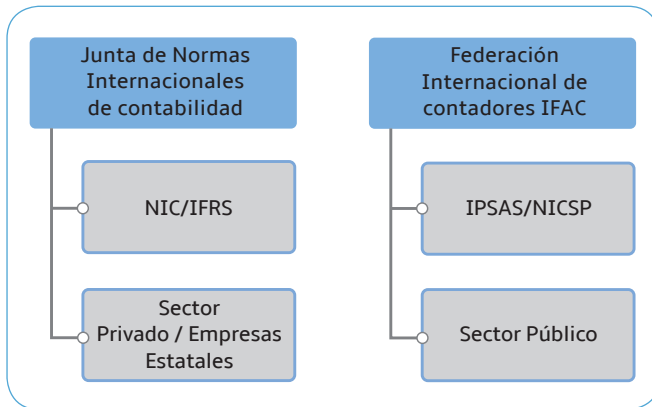 Junta de Normas
Internacionales
de contabilidad
NIC/IFRS
Sector
Privado / Empresas
Estatales
Federación
Internacional de
contadores IFAC
IPSAS/NICSP
Sector Público